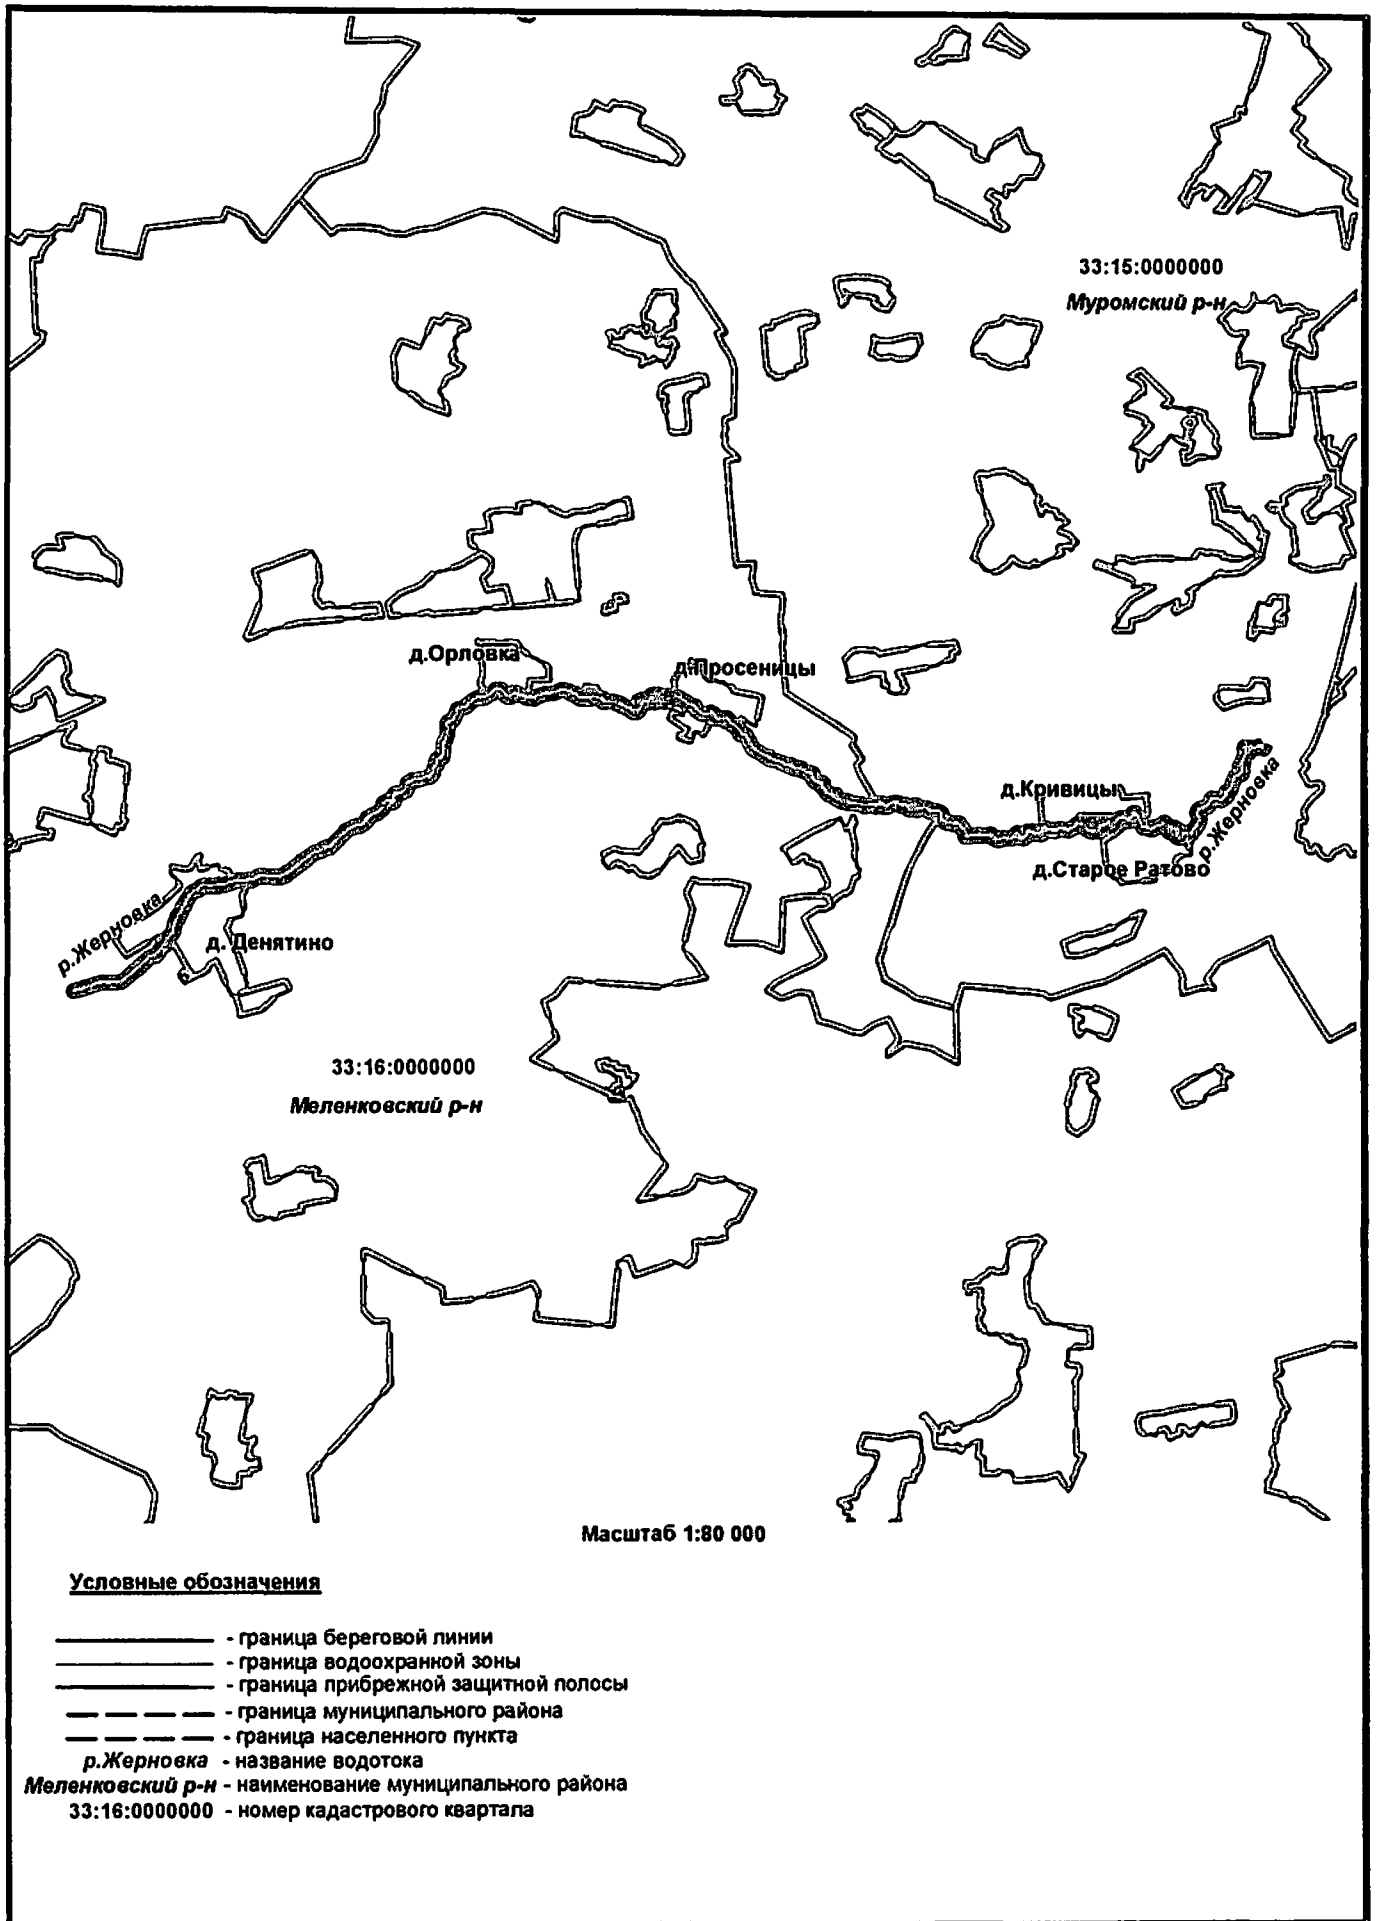 33:15:0000000
Муромский р-н
д.Орловка
д.Просеницы
д.Кривицы
р.Жерновка
д.Старое Ратово
р.Жерновка
д. Денятино
33:16:0000000
Меленковский р-н
Масштаб 1:80 000
Условные обозначения
- граница береговой линии
- граница водоохранной зоны
- граница прибрежной защитной полосы
- граница муниципального района
- граница населенного пункта
р.Жерновка - название водотока
Меленковский р-н - наименование муниципального района
33:16:0000000 - номер кадастрового квартала